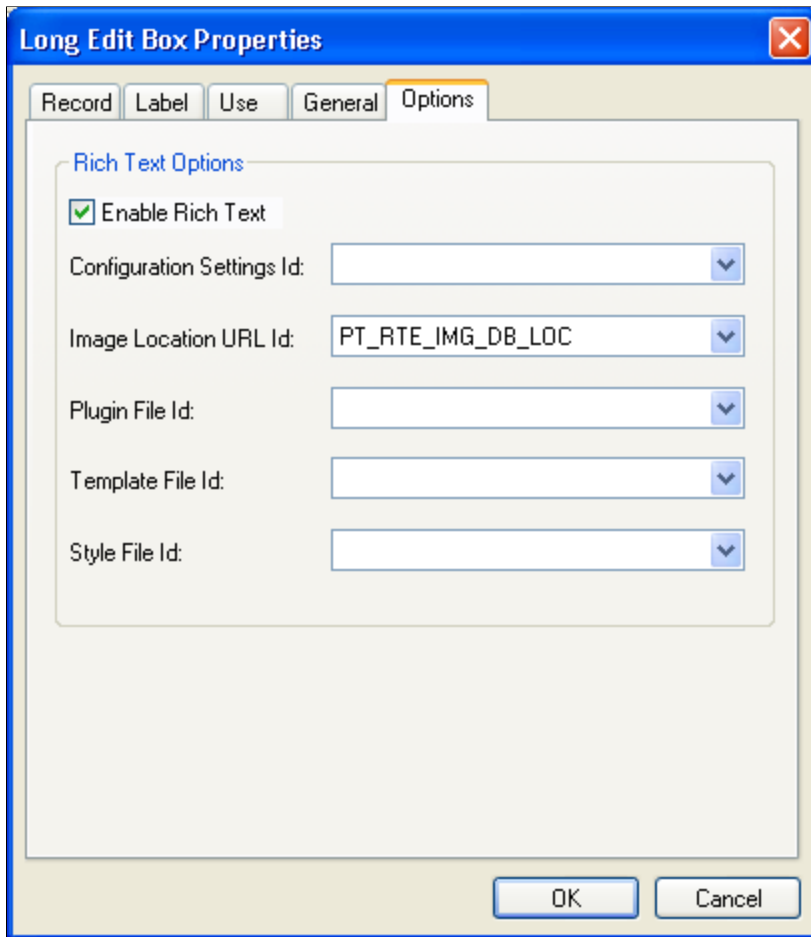 Long Edit Box Properties
Record Label Use General Options
Rich Text Options
Enable Rich Text
Configuration Settings Id:
Image Location URL Id: PT_RTE_IMG_DB_LOC
Plugin File Id:
Template File Id:
Style File Id:
OK Cancel